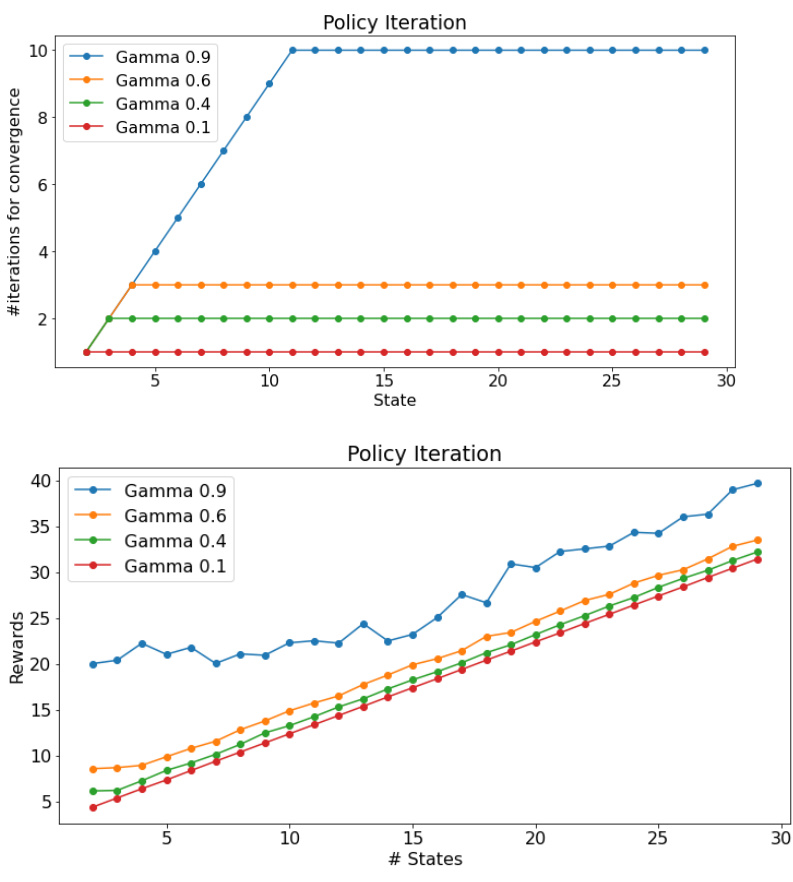 Policy Iteration
#iterations for convergence
10
8
6
4
2
Gamma 0.9
Gamma 0.6
Gamma 0.4
Gamma 0.1
5
10
15
20
25
30
State
Policy Iteration
Rewards
40
35
30
25
20
15
10
5
Gamma 0.9
Gamma 0.6
Gamma 0.4
Gamma 0.1
5
10
15
20
25
30
# States